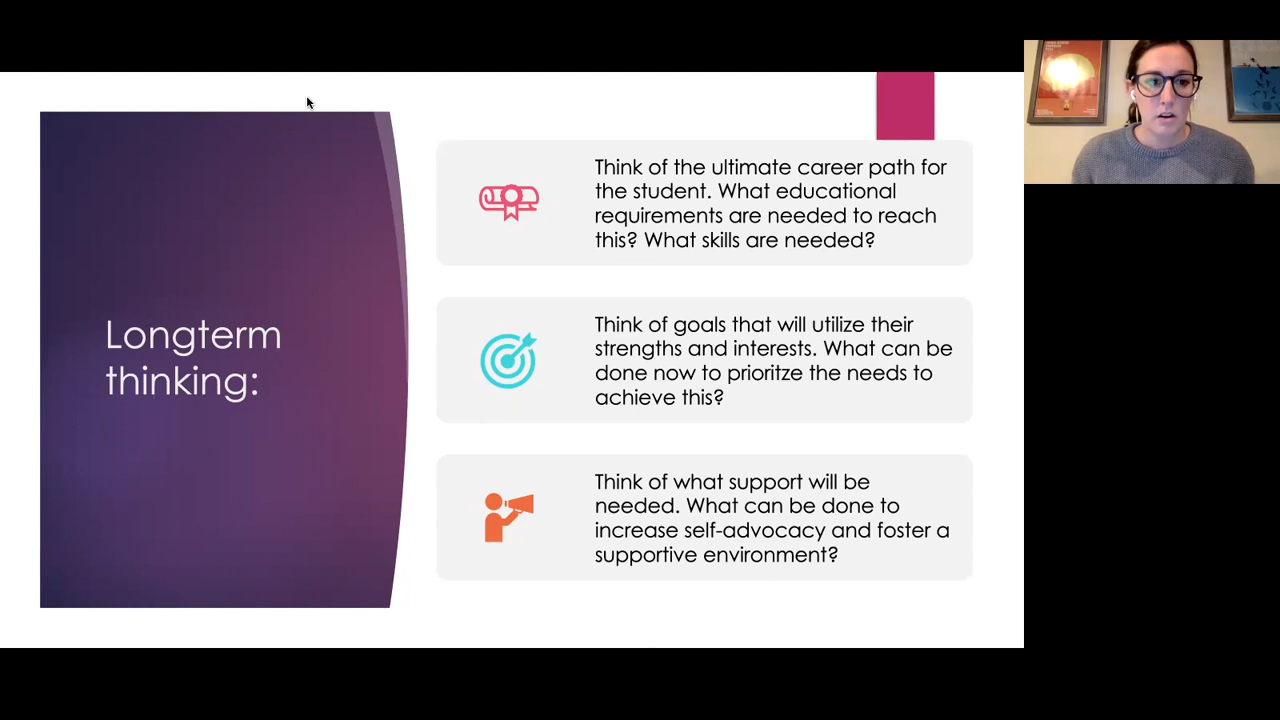 Longterm
thinking:
Think of the ultimate career path for
the student. What educational
requirements are needed to reach
this? What skills are needed?
Think of goals that will utilize their
strengths and interests. What can be
done now to prioritze the needs to
achieve this?
Think of what support will be
needed. What can be done to
increase self-advocacy and foster a
supportive environment?